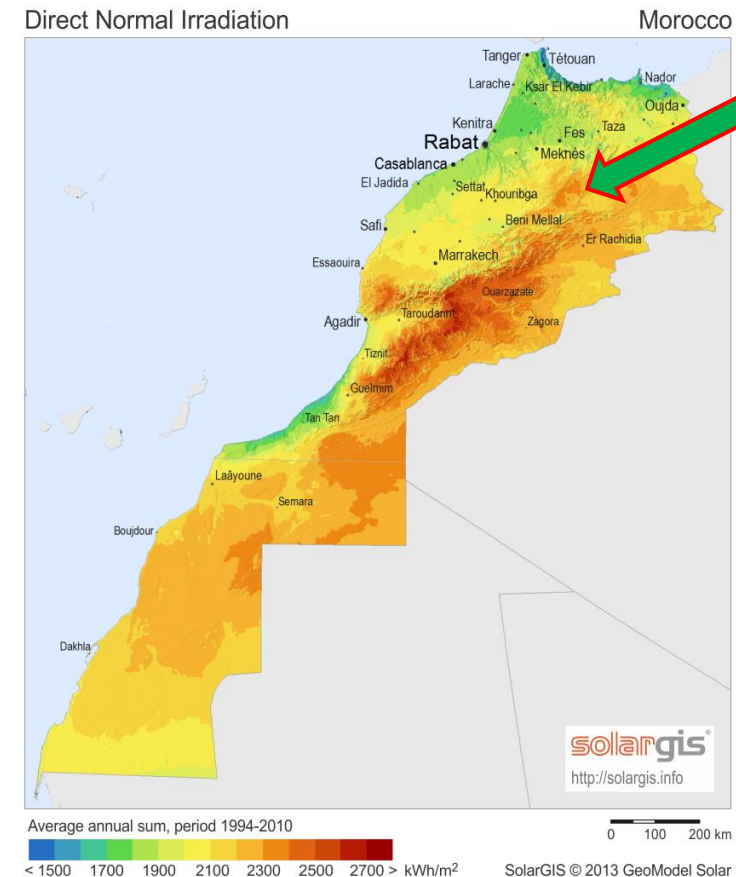 Direct Normal Irradiation Morocco
Tanger
Tétouan
Larache
Ksar El Kebir
Nador
Oujda
Kenitra
Fes
Taza
Rabat
Meknès
Casablanca
El Jadida
Settat
Khouribga
Safi
Beni Mellal
Er Rachidia
Essaouira
Marrakech
Ouarzazate
Agadir
Taroudannt
Zagora
Tiznit
Guelmim
Tan Tan
Laâyoune
Semara
Boujdour
Dakhla
solargis
http://solargis.info
Average annual sum, period 1994-2010
0 100 200 km
< 1500 1700 1900 2100 2300 2500 2700 > kWh/m²
SolarGIS © 2013 GeoModel Solar